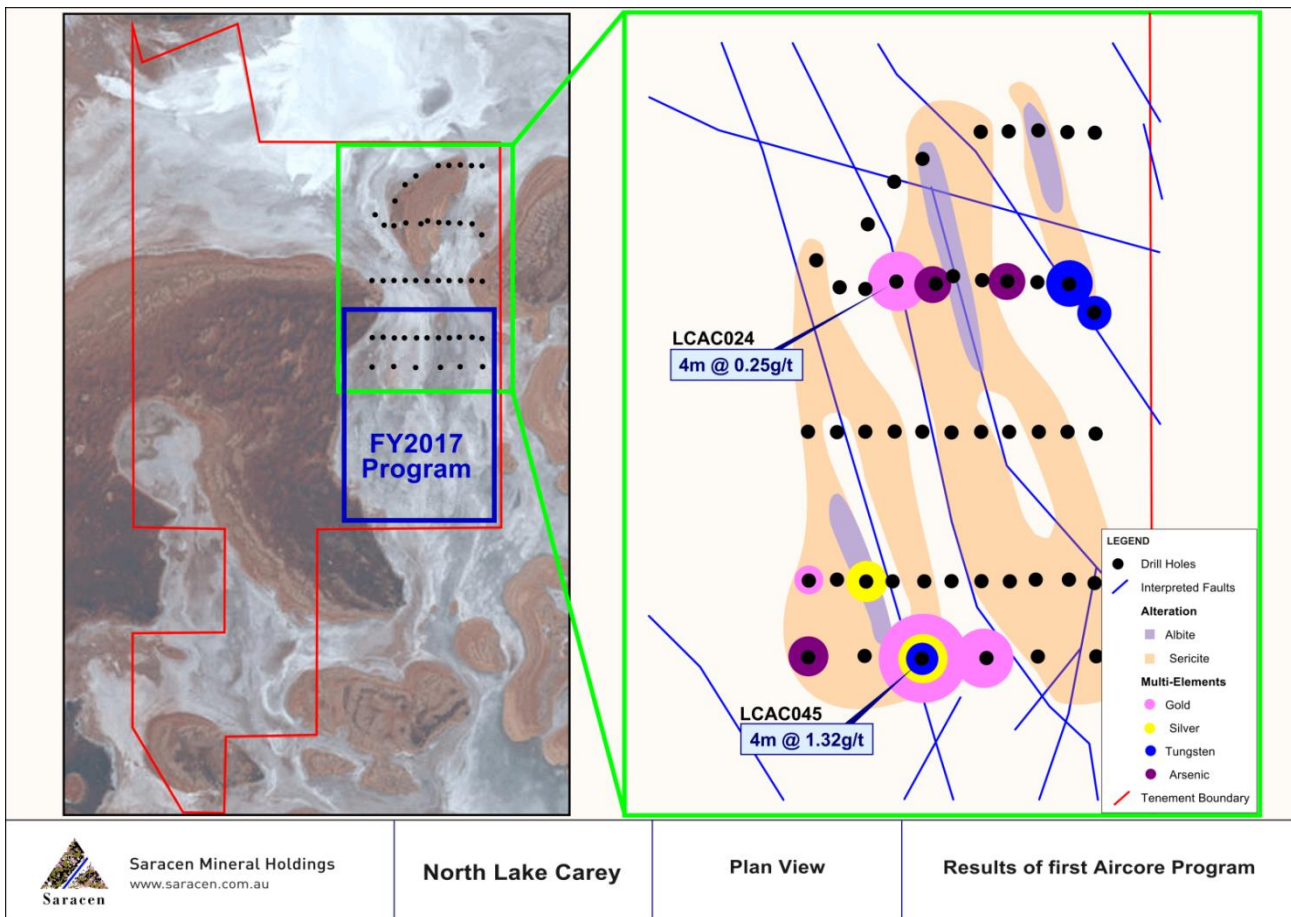 FY2017
Program
LCAC024
4m @ 0.25g/t
LCAC045
4m @ 1.32g/t
LEGEND
Drill Holes
Interpreted Faults
Alteration
Albite
Sericite
Multi-Elements
Gold
Silver
Tungsten
Arsenic
Tenement Boundary
Saracen
Saracen Mineral Holdings
www.saracen.com.au
North Lake Carey
Plan View
Results of first Aircore Program